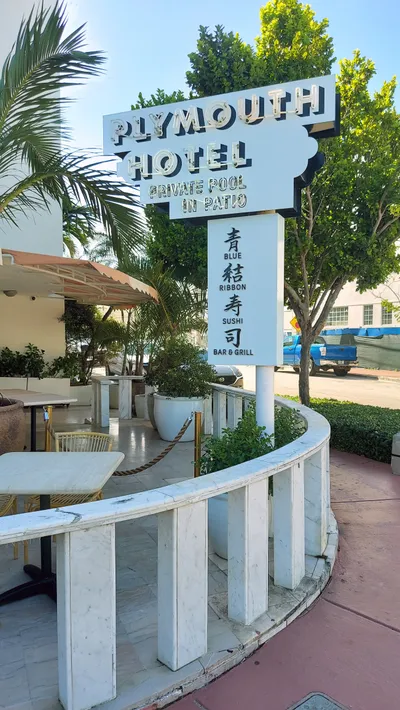 PLYMOUTH
HOTEL
PRIVATE POOL
IN PATIO
青
BLUE
結
RIBBON
寿
SUSHI
司
BAR & GRILL